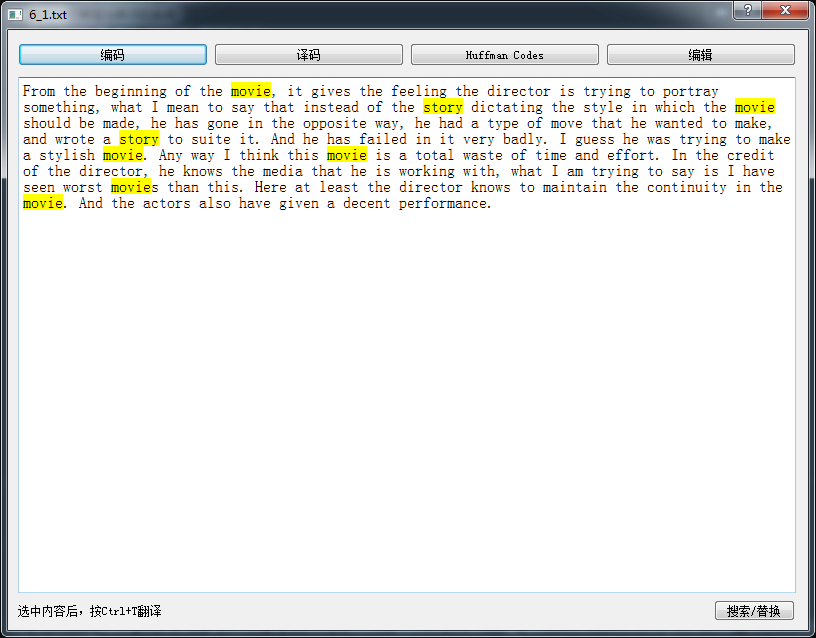 6_1.txt
编码
译码
Huffman Codes
编辑
From the beginning of the movie, it gives the feeling the director is trying to portray
something, what I mean to say that instead of the story dictating the style in which the movie
should be made, he has gone in the opposite way, he had a type of move that he wanted to make,
and wrote a story to suite it. And he has failed in it very badly. I guess he was trying to make
a stylish movie. Any way I think this movie is a total waste of time and effort. In the credit
of the director, he knows the media that he is working with, what I am trying to say is I have
seen worst movies than this. Here at least the director knows to maintain the continuity in the
movie. And the actors also have given a decent performance.
选中内容后，按Ctrl+T翻译
搜索/替换